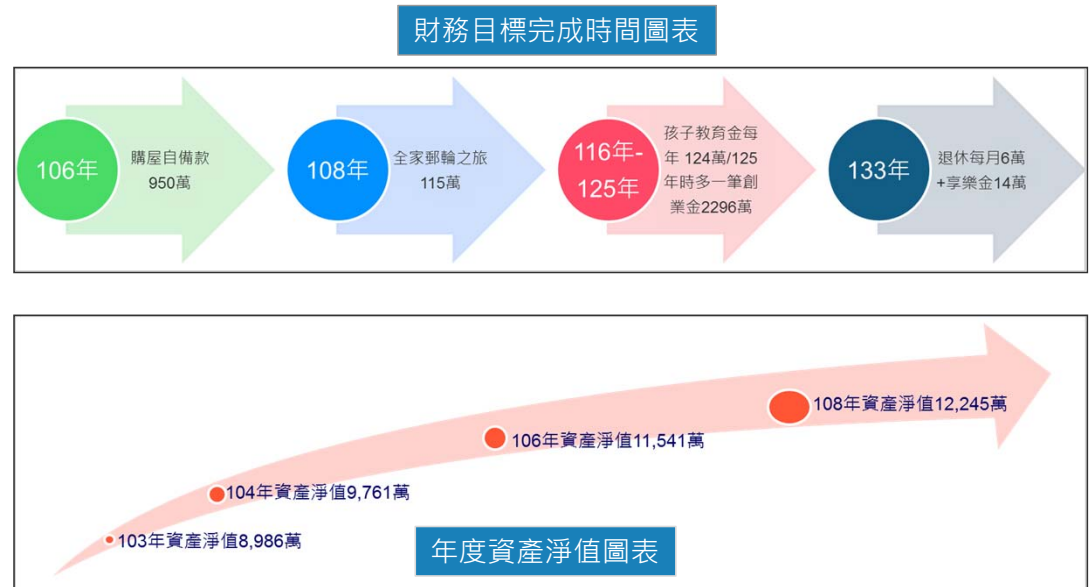 財務目標完成時間圖表
106年
購屋自備款
950萬
108年
全家郵輪之旅
115萬
116年-
125年
孩子教育金每
年 124萬/125
年時多一筆創
業金2296萬
133年
退休每月6萬
+享樂金14萬
108年資產淨值12,245萬
106年資產淨值11,541萬
104年資產淨值9,761萬
103年資產淨值8,986萬
年度資產淨值圖表